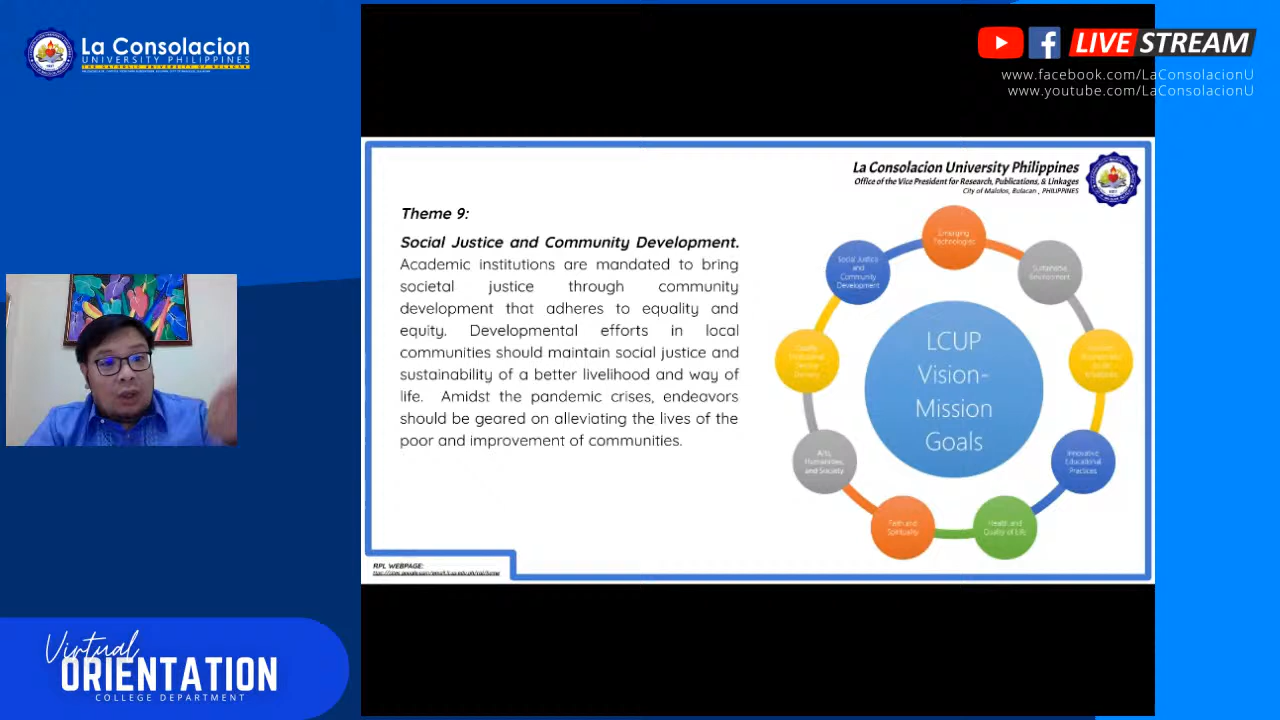 La Consolacion
UNIVERSITY PHILIPPINES
THE CATHOLIC UNIVERSITY OF BULACAN
LIVE STREAM
www.facebook.com/LaConsolacionU
www.youtube.com/LaConsolacionU
La Consolacion University Philippines
Office of the Vice President for Research, Publications, & Linkages
City of Malolos, Bulacan , PHILIPPINES
Theme 9:
Social Justice and Community Development.
Academic institutions are mandated to bring
societal justice through community
development that adheres to equality and
equity. Developmental efforts in local
communities should maintain social justice and
sustainability of a better livelihood and way of
life. Amidst the pandemic crises, endeavors
should be geared on alleviating the lives of the
poor and improvement of communities.
Emerging
Technologies
Sustainable
Environment
Innovative
Educational
Practices
Health and
Quality of Life
Faith and
Spirituality
Arts,
Humanities,
and Society
Social Justice
and
Community
Development
LCUP
Vision-
Mission
Goals
RPL WEBPAGE:
Virtual
ORIENTATION
COLLEGE DEPARTMENT